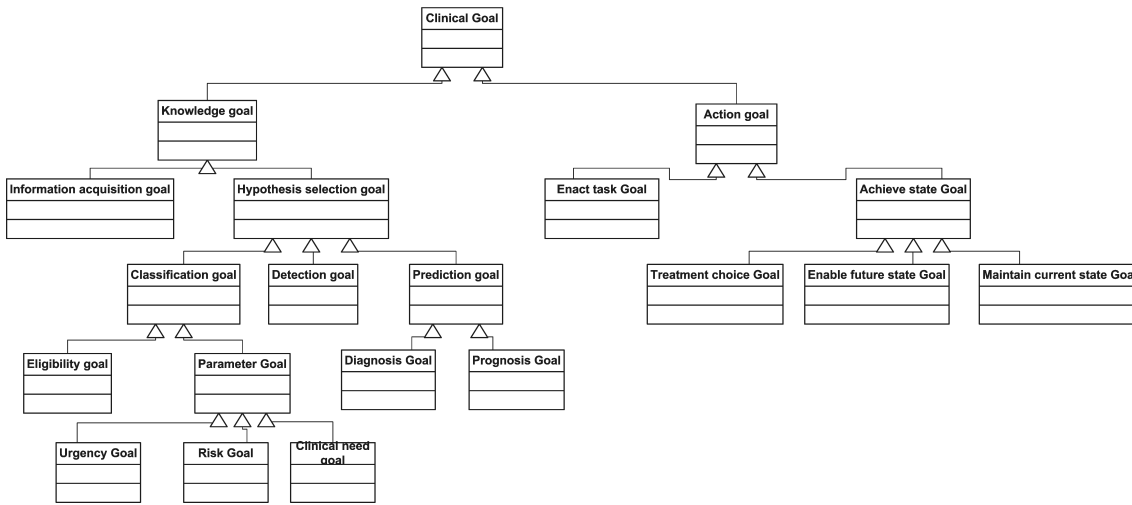 Clinical Goal
Knowledge goal
Action goal
Information acquisition goal
Hypothesis selection goal
Enact task Goal
Achieve state Goal
Classification goal
Detection goal
Prediction goal
Treatment choice Goal
Enable future state Goal
Maintain current state Goa
Eligibility goal
Parameter Goal
Diagnosis Goal
Prognosis Goal
Urgency Goal
Risk Goal
Clinical need
goal